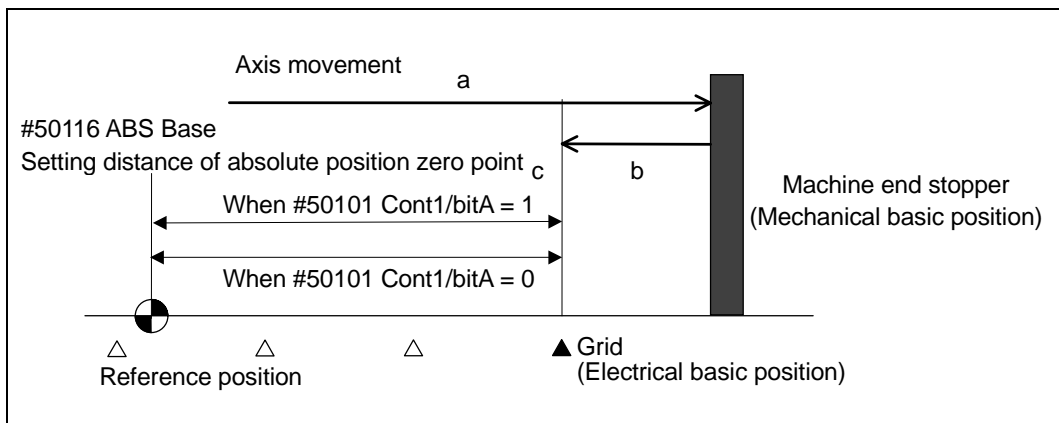 Axis movement
a
#50116 ABS Base
Setting distance of absolute position zero point
c
b
When #50101 Cont1/bitA = 1
Machine end stopper
(Mechanical basic position)
When #50101 Cont1/bitA = 0
Grid
(Electrical basic position)
Reference position